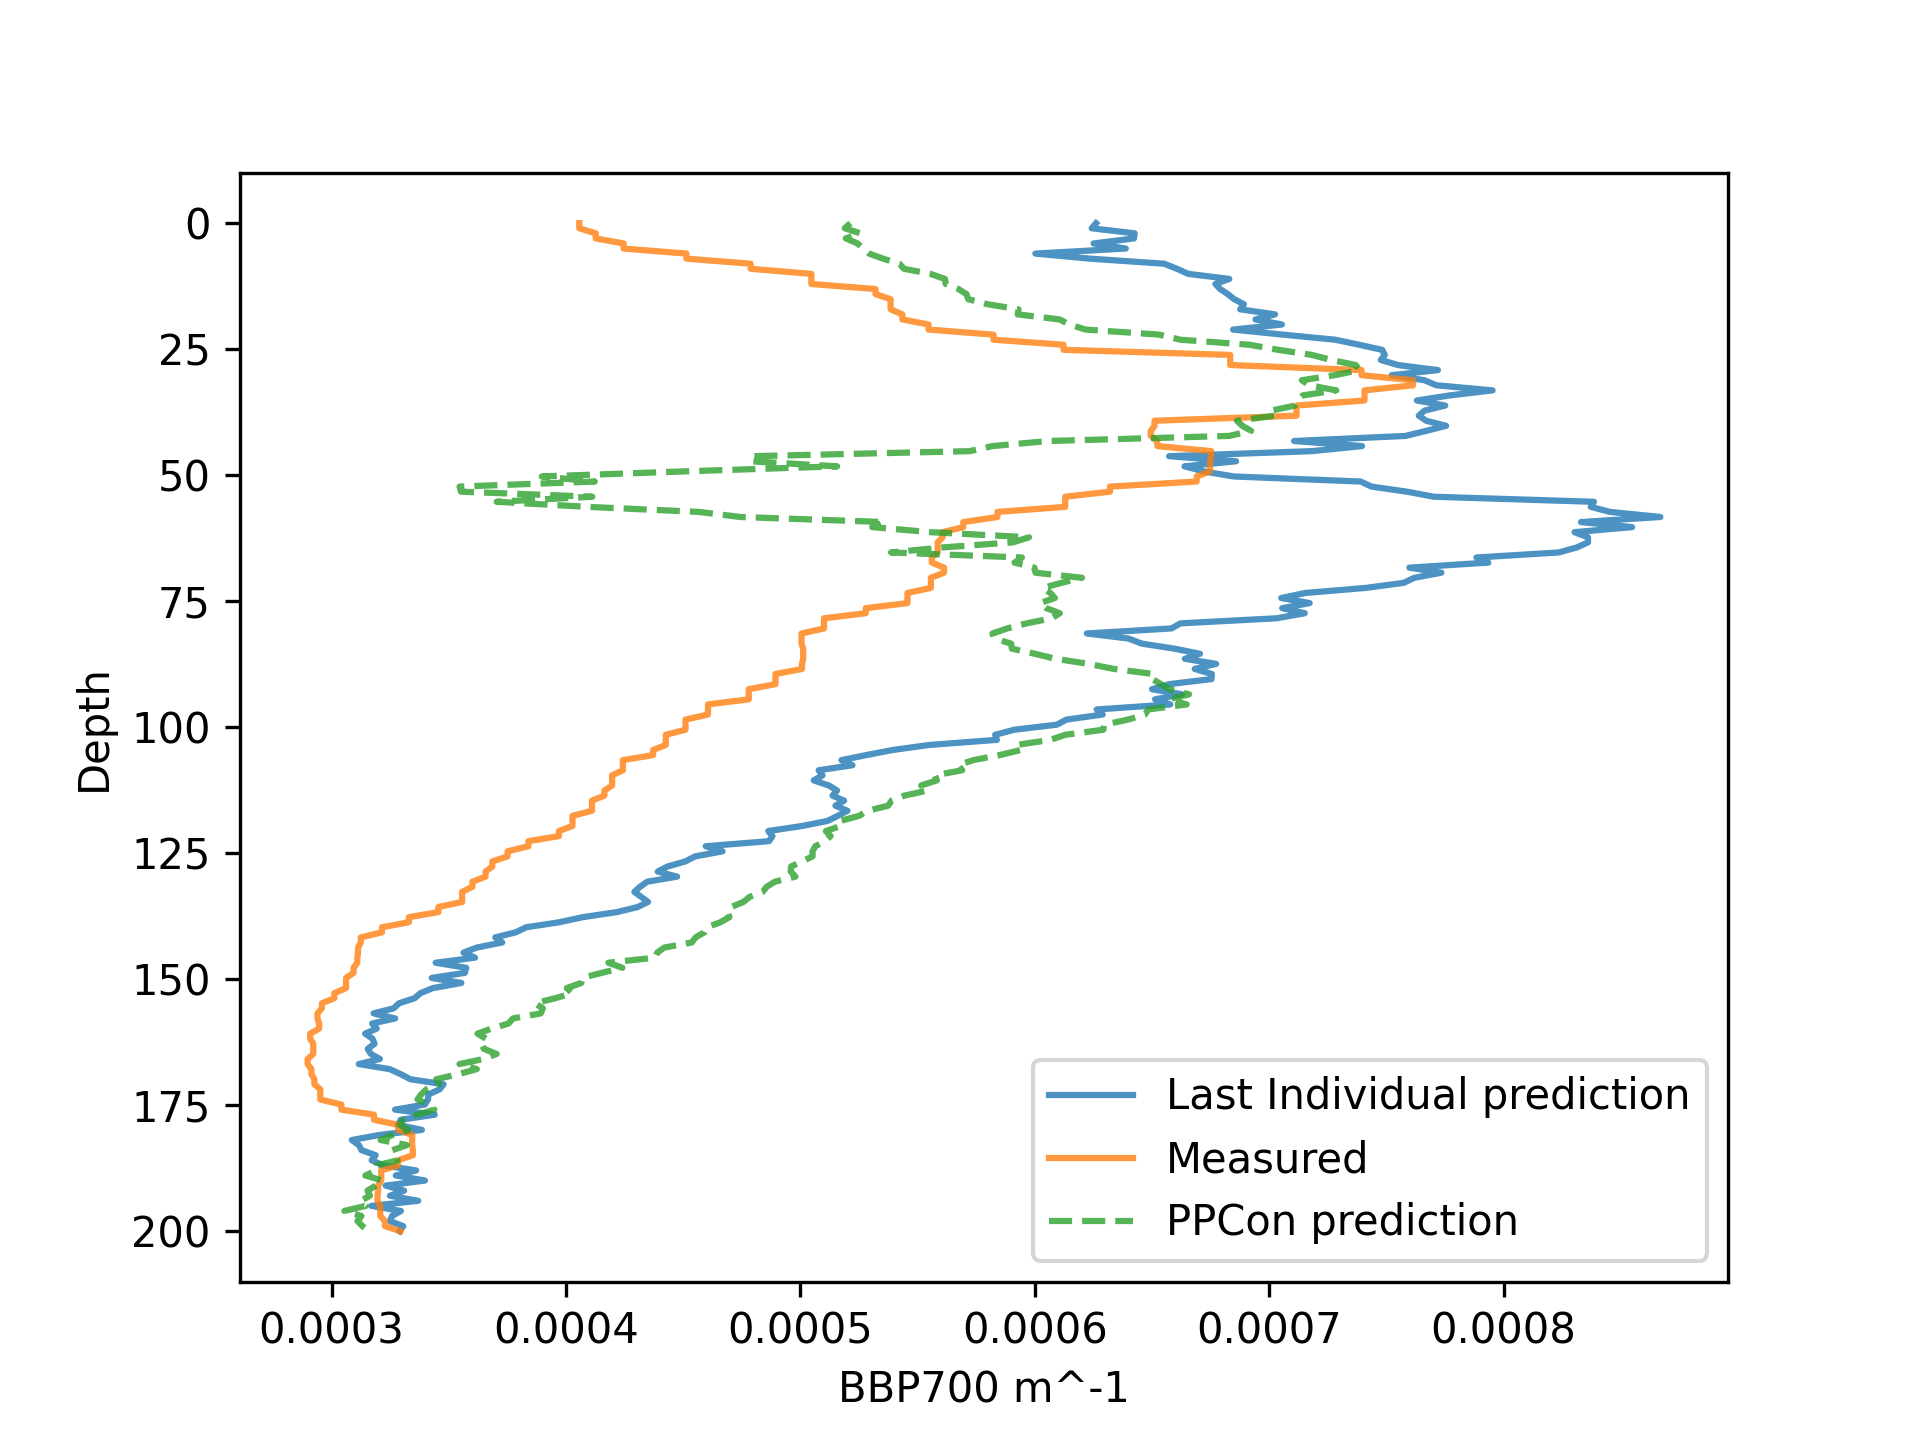 0
25
50
75
100
125
150
175
200
Depth
0.0003 0.0004 0.0005 0.0006 0.0007 0.0008
BBP700 m^-1
Last Individual prediction
Measured
PPCon prediction